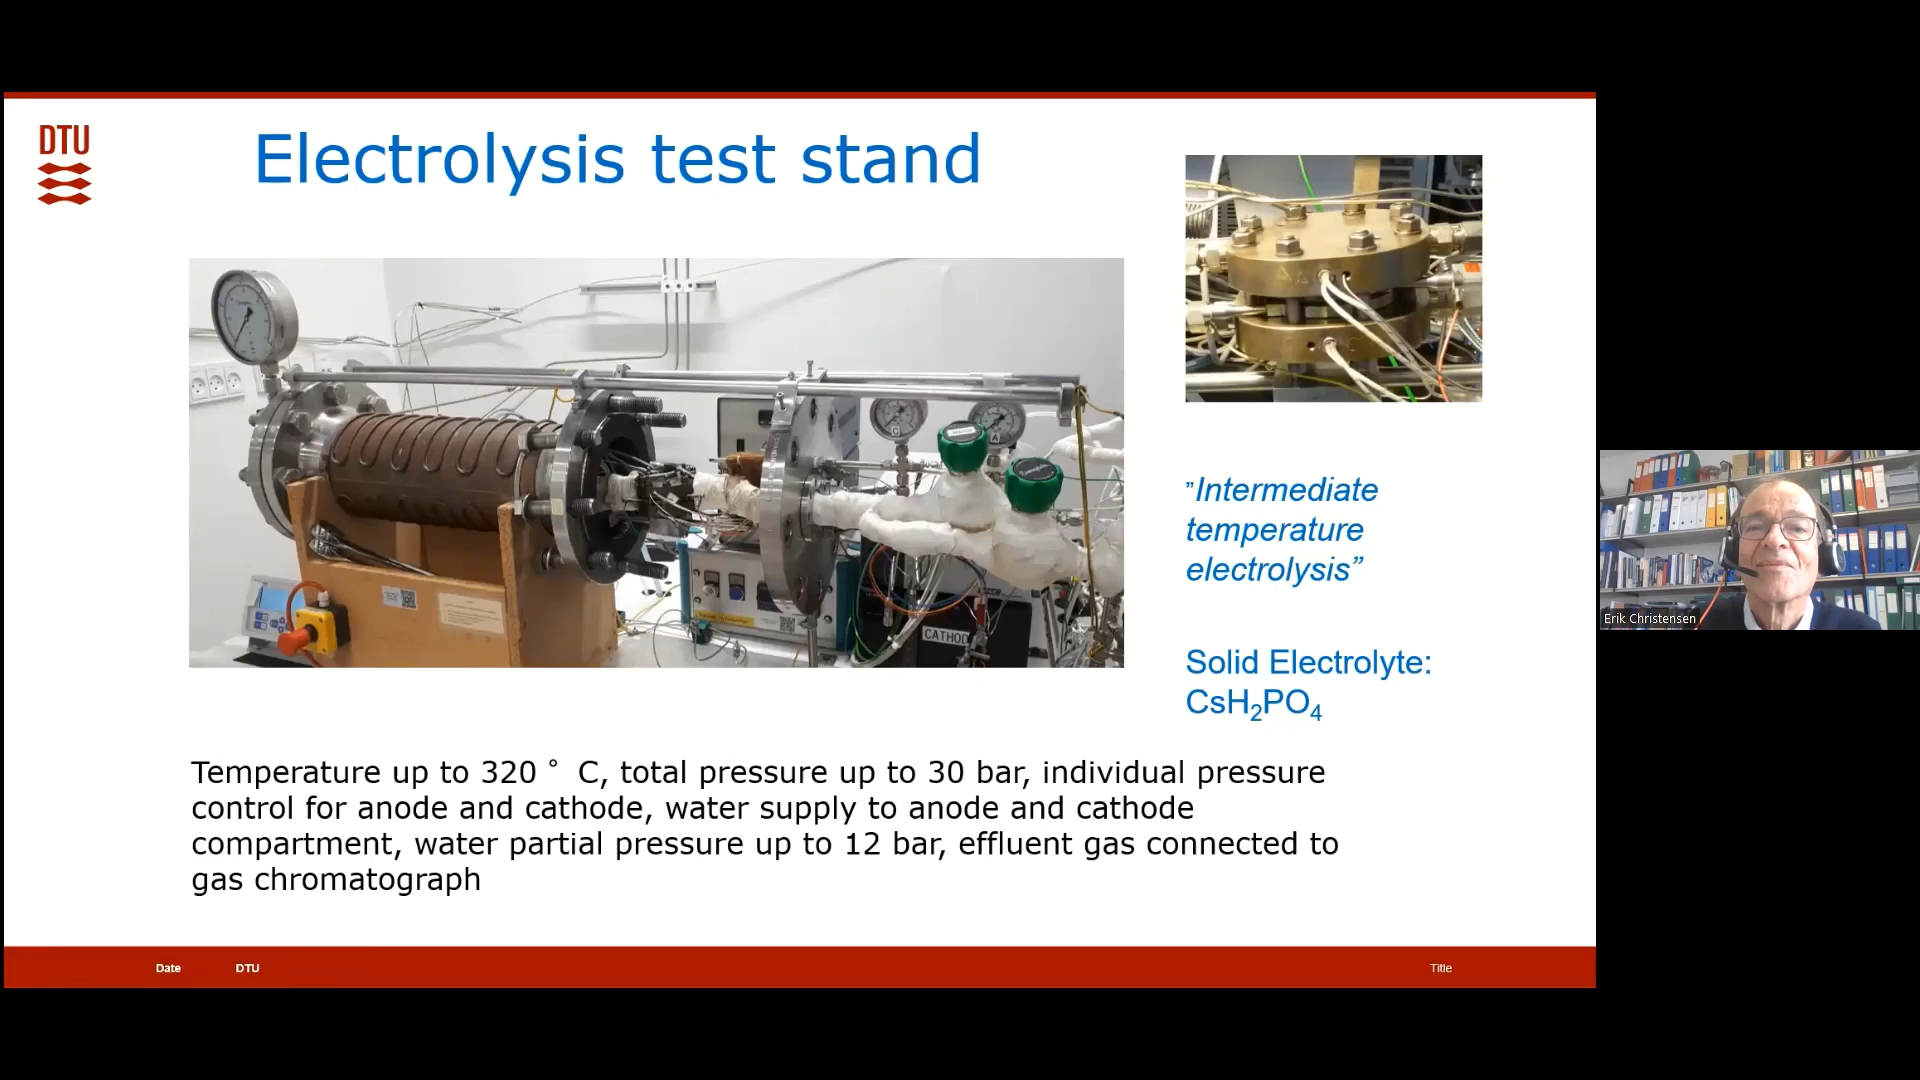 DTU
Electrolysis test stand
”Intermediate
temperature
electrolysis”
Solid Electrolyte:
CsH₂PO₄
CATHOD
C
A
Temperature up to 320 ° C, total pressure up to 30 bar, individual pressure
control for anode and cathode, water supply to anode and cathode
compartment, water partial pressure up to 12 bar, effluent gas connected to
gas chromatograph
Date
DTU
Title
Erik Christensen